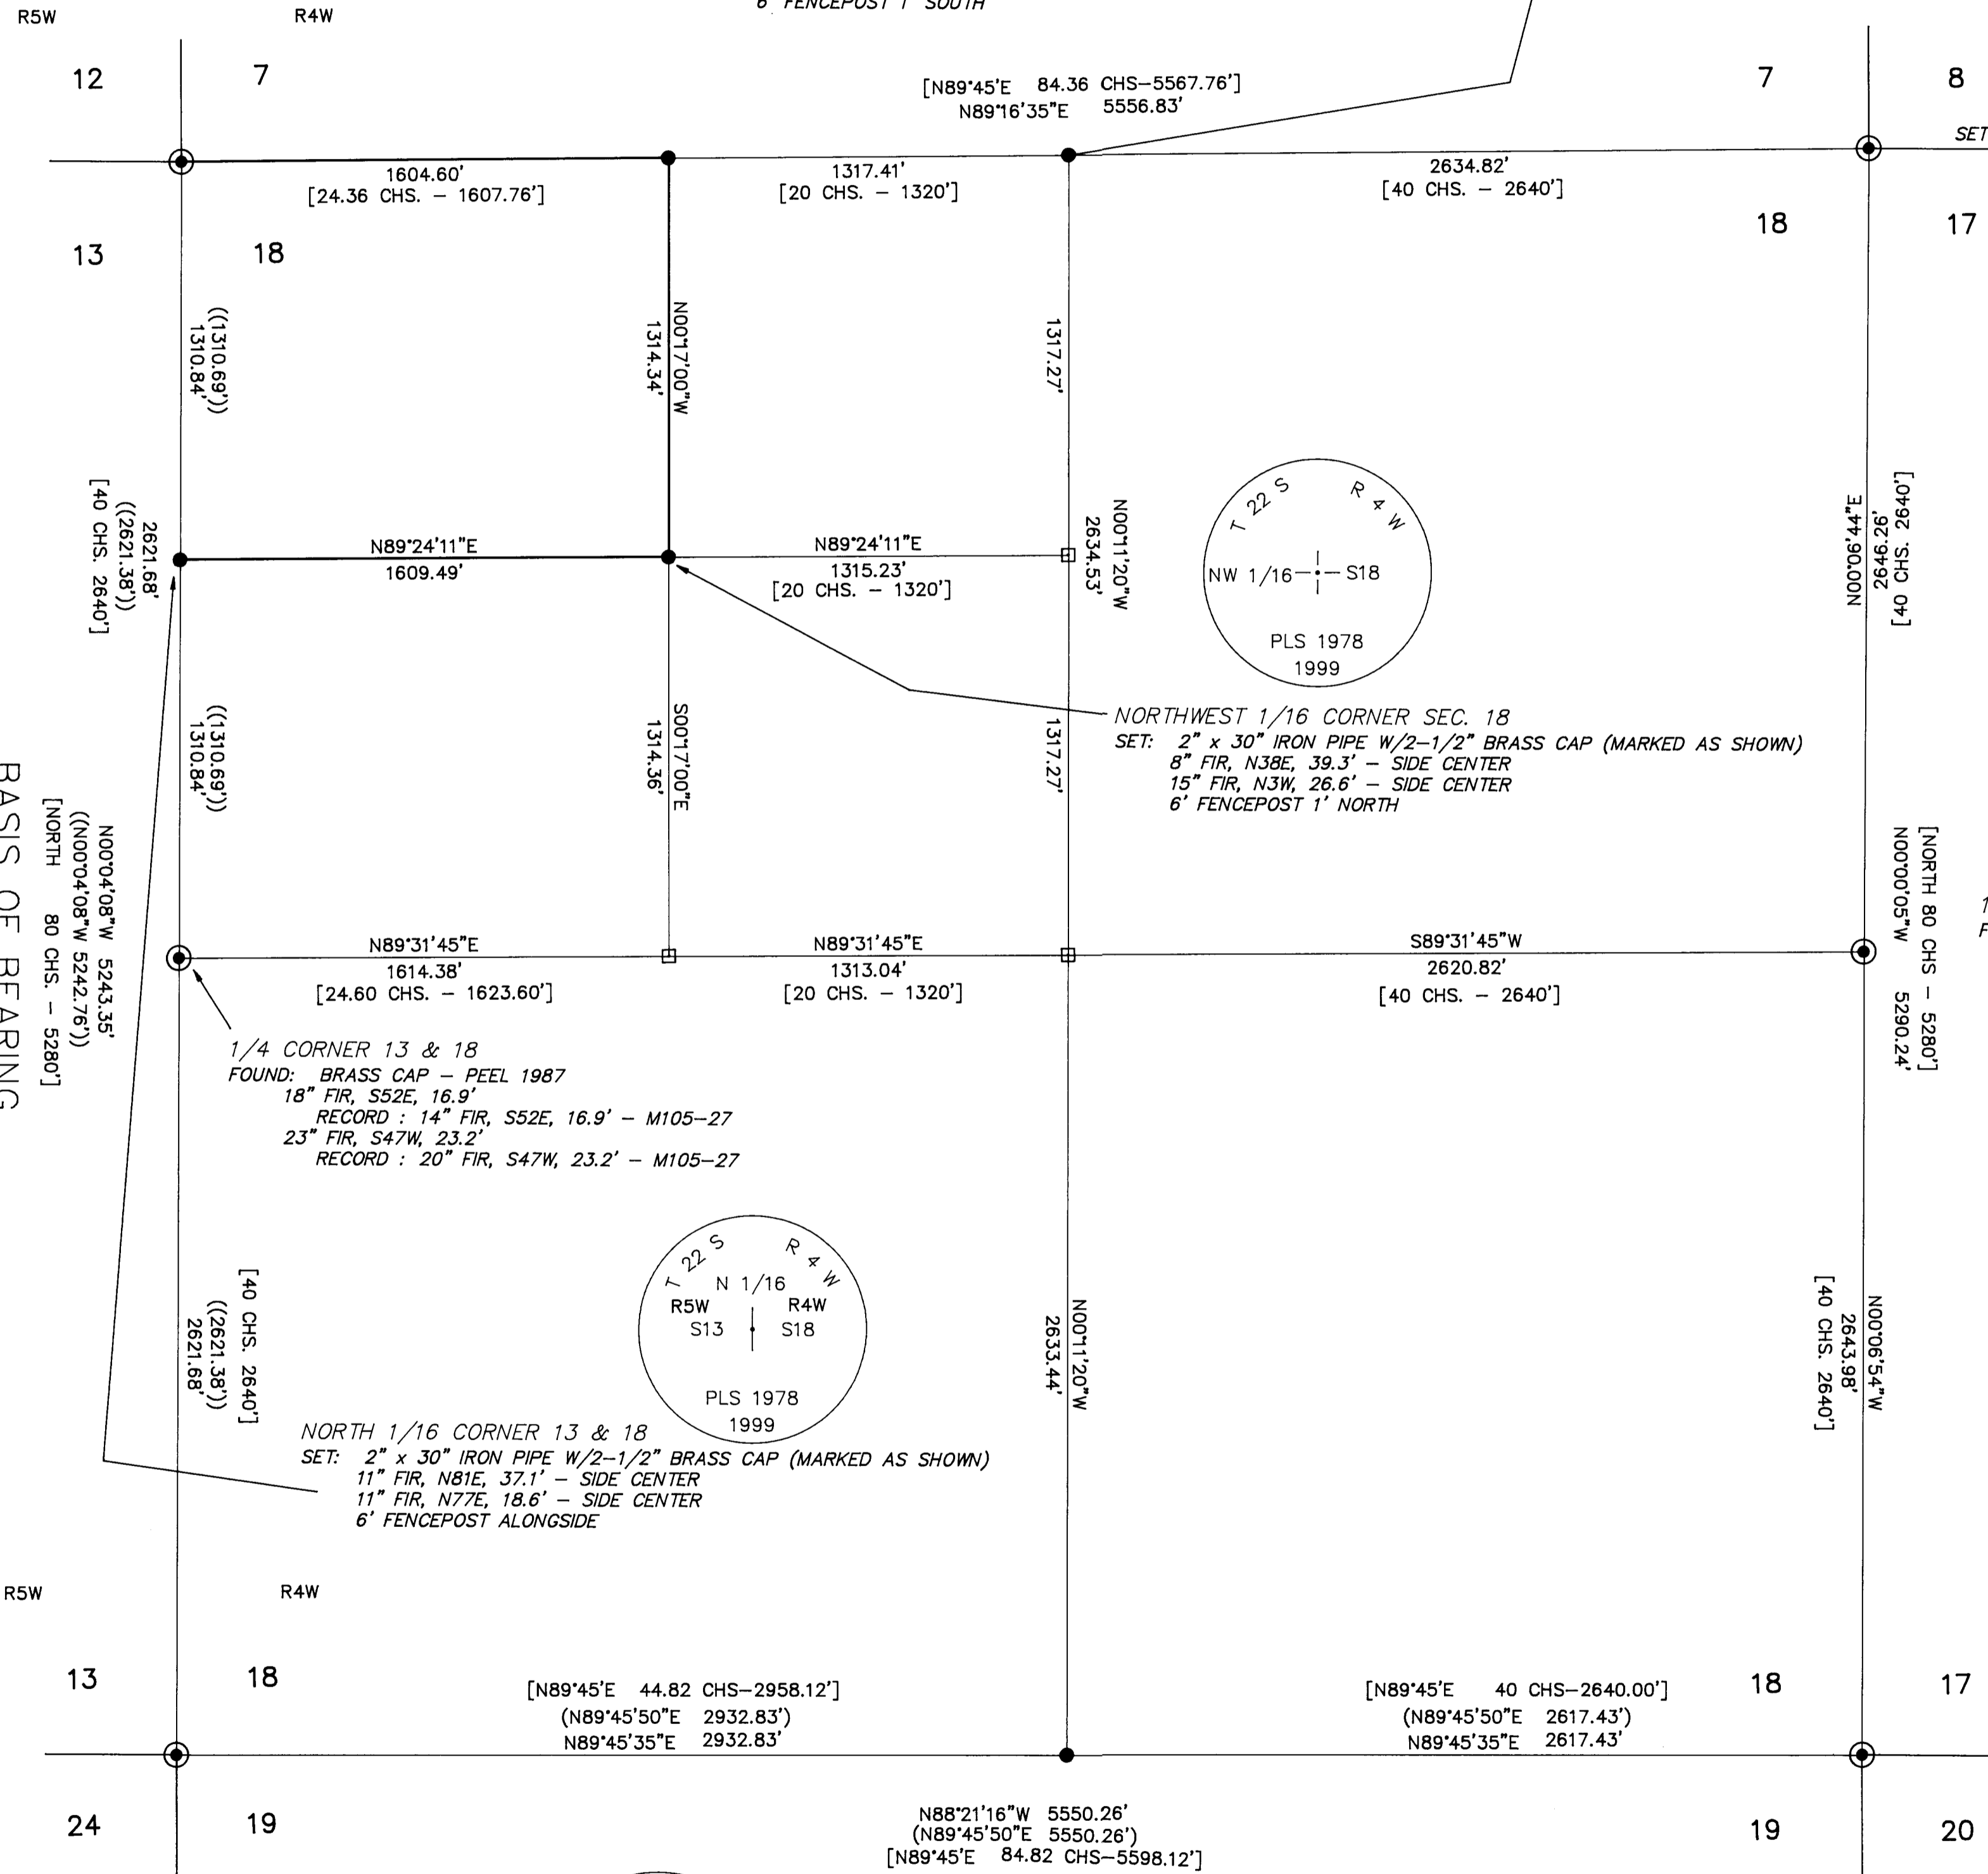 6' FENCEPOST 1' SOUTH
R5W
R4W
12
7
7
8
[N89°45'E 84.36 CHS-5567.76']
N89°16'35"E 5556.83'
SET
1604.60'
[24.36 CHS. - 1607.76']
1317.41'
[20 CHS. - 1320']
2634.82'
[40 CHS. - 2640']
13
18
18
17
((1310.69'))
1310.84'
N00°17'00"W
1314.34'
1317.27'
2621.68'
((2621.38'))
[40 CHS. 2640']
N89°24'11"E
1609.49'
N89°24'11"E
1315.23'
[20 CHS. - 1320']
N00°11'20"W
2634.53'
T 22 S R 4 W
NW 1/16 S18
PLS 1978
1999
N00°06'44"E
2646.26'
[40 CHS. 2640']
NORTHWEST 1/16 CORNER SEC. 18
SET: 2" x 30" IRON PIPE W/2-1/2" BRASS CAP (MARKED AS SHOWN)
8" FIR, N38E, 39.3' - SIDE CENTER
15" FIR, N3W, 26.6' - SIDE CENTER
6' FENCEPOST 1' NORTH
((1310.69'))
1310.84'
S00°17'00"E
1314.36'
1317.27'
BASIS OF BEARING
N00°04'08"W 5243.35'
((N00°04'08"W 5242.76'))
[NORTH 80 CHS. - 5280']
[NORTH 80 CHS - 5280']
N00°00'05"W 5290.24'
N89°31'45"E
1614.38'
[24.60 CHS. - 1623.60']
N89°31'45"E
1313.04'
[20 CHS. - 1320']
S89°31'45"W
2620.82'
[40 CHS. - 2640']
1/4 CORNER 13 & 18
FOUND: BRASS CAP - PEEL 1987
18" FIR, S52E, 16.9'
RECORD : 14" FIR, S52E, 16.9' - M105-27
23" FIR, S47W, 23.2'
RECORD : 20" FIR, S47W, 23.2' - M105-27
T 22 S R 4 W
N 1/16
R5W R4W
S13 S18
PLS 1978
1999
[40 CHS. 2640']
((2621.38'))
2621.68'
N00°11'20"W
2633.44'
N00°06'54"W
2643.98'
[40 CHS. 2640']
NORTH 1/16 CORNER 13 & 18
SET: 2" x 30" IRON PIPE W/2-1/2" BRASS CAP (MARKED AS SHOWN)
11" FIR, N81E, 37.1' - SIDE CENTER
11" FIR, N77E, 18.6' - SIDE CENTER
6' FENCEPOST ALONGSIDE
R5W
R4W
13
18
18
17
[N89°45'E 44.82 CHS-2958.12']
(N89°45'50"E 2932.83')
N89°45'35"E 2932.83'
[N89°45'E 40 CHS-2640.00']
(N89°45'50"E 2617.43')
N89°45'35"E 2617.43'
24
19
19
20
N88°21'16"W 5550.26'
(N89°45'50"E 5550.26')
[N89°45'E 84.82 CHS-5598.12']